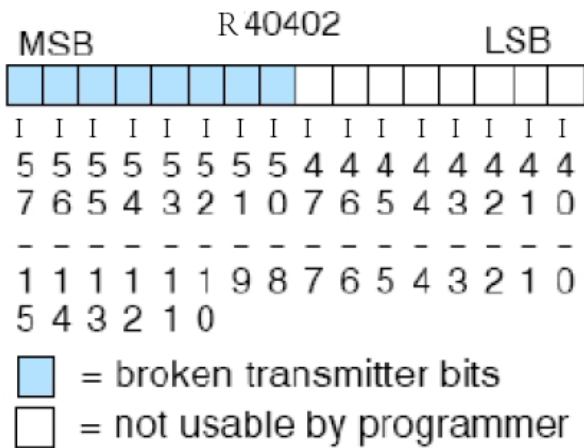 R 40402
MSB LSB
I I I I I I I I I I I I I I I I
5 5 5 5 5 5 5 5 4 4 4 4 4 4 4 4
7 6 5 4 3 2 1 0 7 6 5 4 3 2 1 0
– – – – – – – – – – – – – – – –
1 1 1 1 1 1 9 8 7 6 5 4 3 2 1 0
5 4 3 2 1 0
= broken transmitter bits
= not usable by programmer